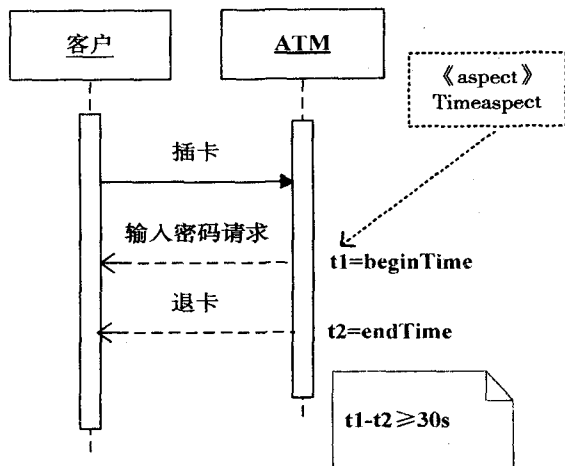 客户
ATM
《aspect》
Timeaspect
插卡
输入密码请求
t1=beginTime
退卡
t2=endTime
t1-t2≥30s